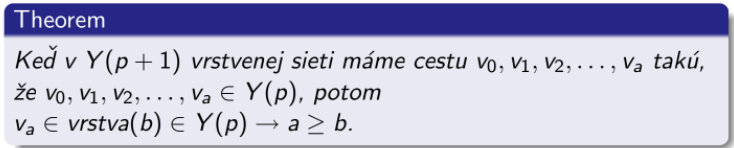 Theorem
Keď v Y(p + 1) vrstvenej sieti máme cestu v₀, v₁, v₂, . . . , vₐ takú,
že v₀, v₁, v₂, . . . , vₐ ∈ Y(p), potom
vₐ ∈ vrstva(b) ∈ Y(p) → a ≥ b.